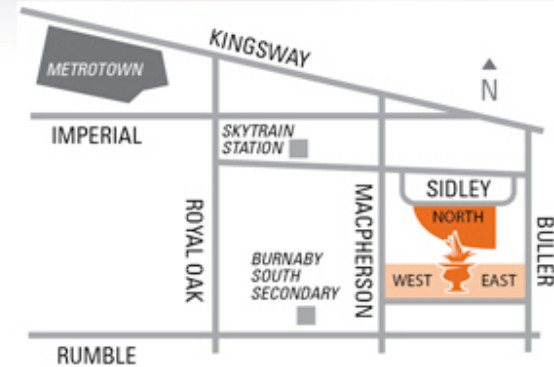 KINGSWAY
METROTOWN
N
IMPERIAL
SKYTRAIN
STATION
SIDLEY
NORTH
ROYAL OAK
MACPHERSON
BULLER
BURNABY
SOUTH
SECONDARY
WEST
EAST
RUMBLE